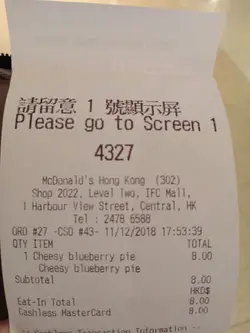 請留意 1 號顯示屏
Please go to Screen 1
4327
McDonald's Hong Kong (302)
Shop 2022, Level Two, IFC Mall,
1 Harbour View Street, Central, HK
Tel : 2478 6588
ORD #27 -CSO #43- 11/12/2018 17:53:39
QTY ITEM TOTAL
1 Cheesy blueberry pie 8.00
Cheesy blueberry pie
Subtotal 8.00
HKD$
Eat-In Total 8.00
Cashless MasterCard 8.00
Transaction Information